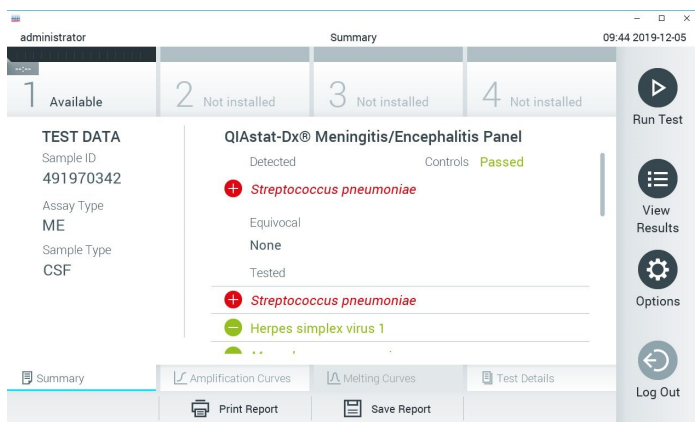 administrator
Summary
09:44 2019-12-05
--:--
1 Available
2 Not installed
3 Not installed
4 Not installed
Run Test
View
Results
Options
Log Out
TEST DATA
Sample ID
491970342
Assay Type
ME
Sample Type
CSF
QIAstat-Dx® Meningitis/Encephalitis Panel
Detected
Controls Passed
Streptococcus pneumoniae
Equivocal
None
Tested
Streptococcus pneumoniae
Herpes simplex virus 1
Summary
Amplification Curves
Melting Curves
Test Details
Print Report
Save Report